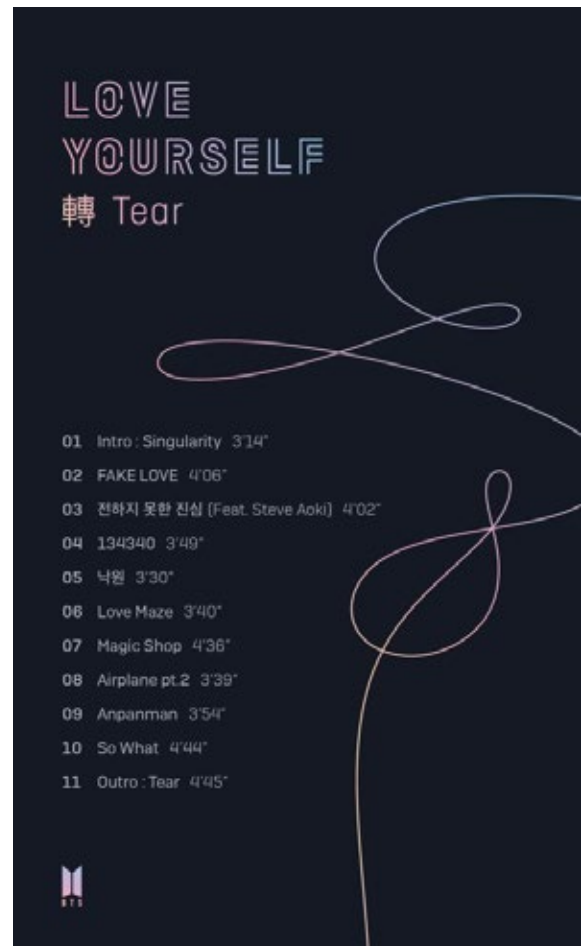 LOVE
YOURSELF
轉 Tear
01 Intro : Singularity 3'14"
02 FAKE LOVE 4'06"
03 전하지 못한 진심 (Feat. Steve Aoki) 4'02"
04 134340 3'49"
05 낙원 3'30"
06 Love Maze 3'40"
07 Magic Shop 4'36"
08 Airplane pt.2 3'39"
09 Anpanman 3'54"
10 So What 4'44"
11 Outro : Tear 4'45"
BTS